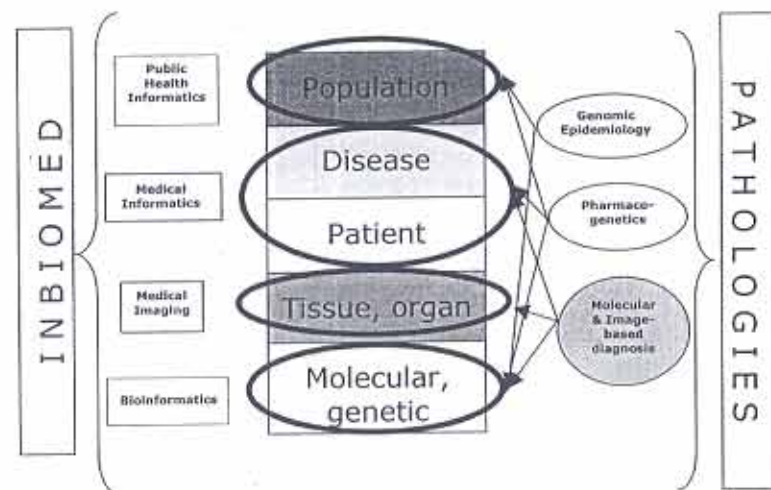 INBIOMED
Public
Health
Informatics
Medical
Informatics
Medical
Imaging
Bioinformatics
Population
Disease
Patient
Tissue, organ
Molecular,
genetic
Genomic
Epidemiology
Pharmaco-
genetics
Molecular
& Image-
based
diagnosis
PATHOLOGIES